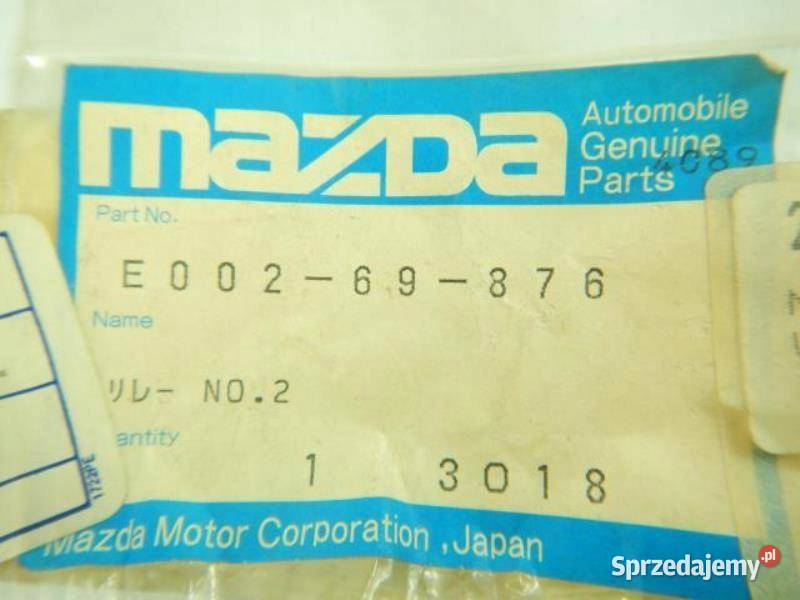 mazda
Automobile
Genuine
Parts
4089
Part No.
E002-69-876
Name
リレー NO.2
antity
1 3018
Mazda Motor Corporation ,Japan
Sprzedajemy.pl